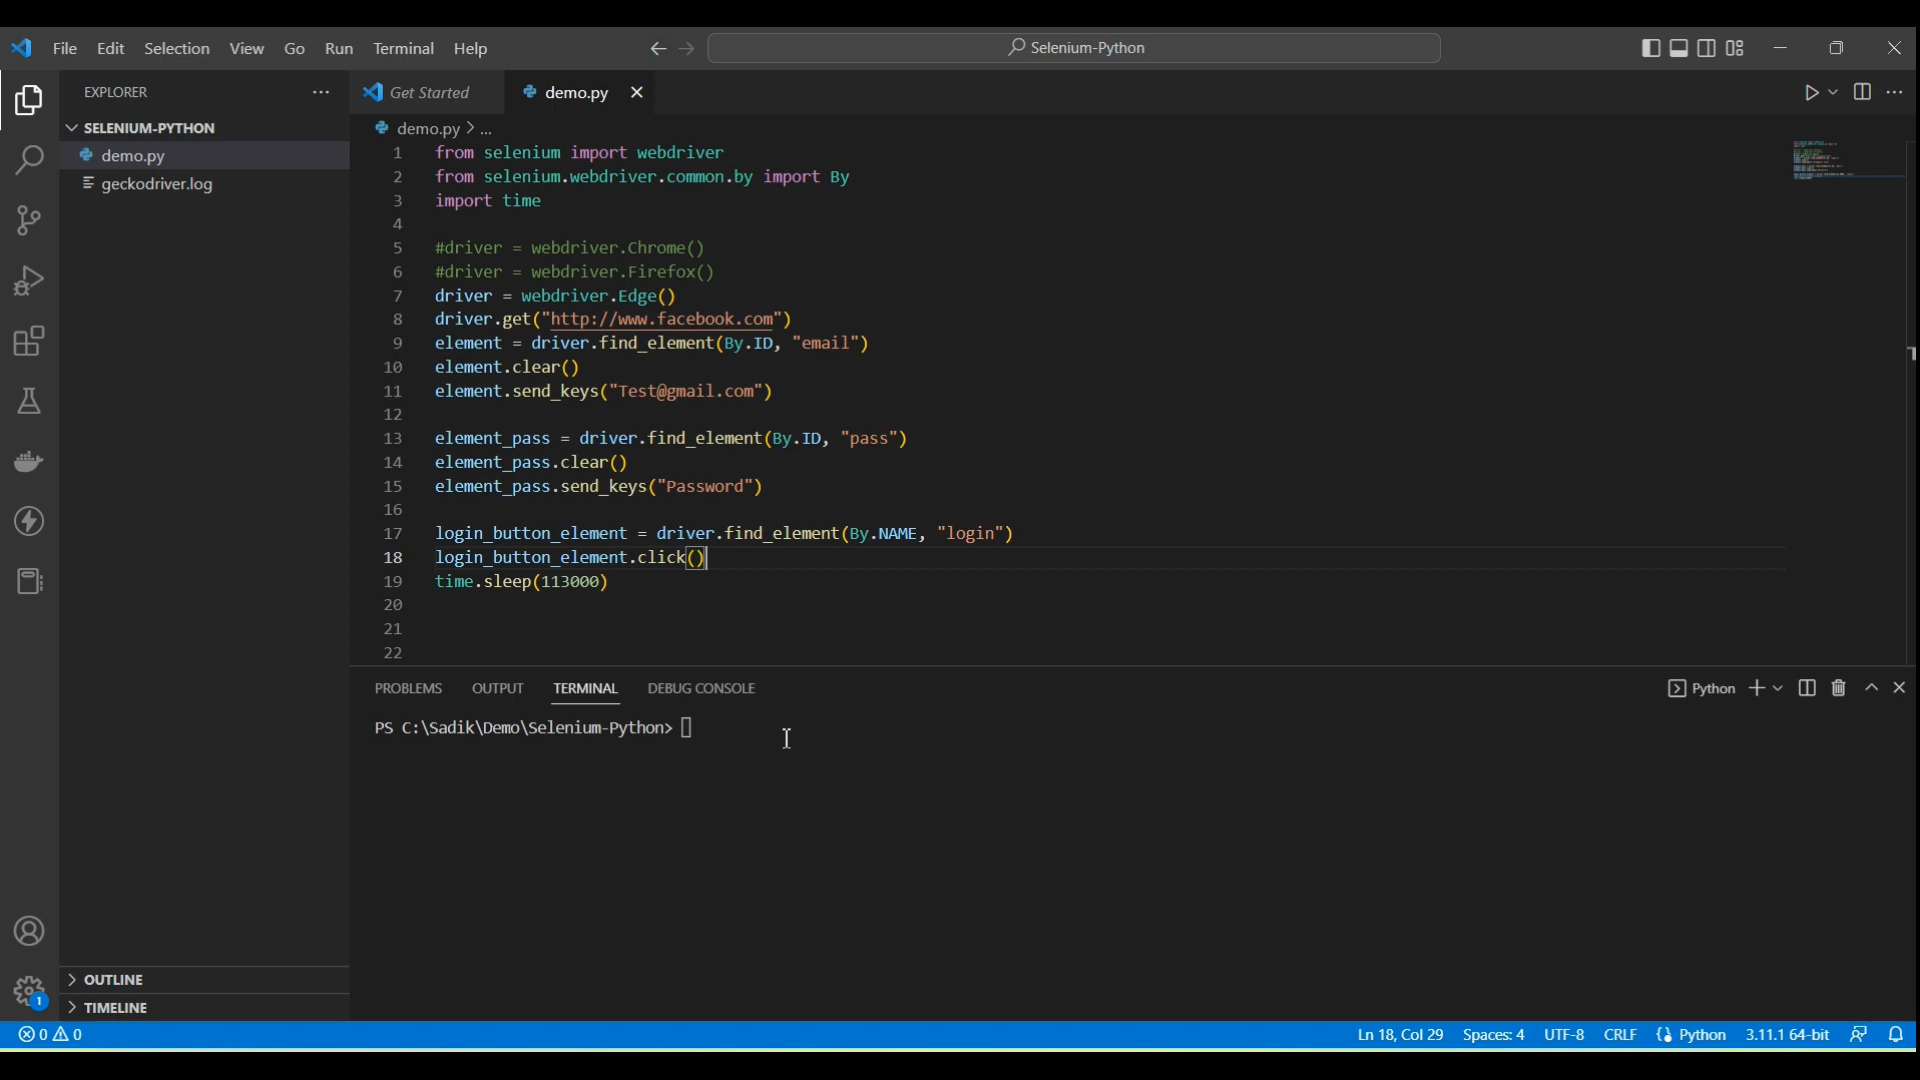 File Edit Selection View Go Run Terminal Help
Selenium-Python
EXPLORER
Get Started
demo.py
SELENIUM-PYTHON
demo.py
geckodriver.log
demo.py > ...
1 from selenium import webdriver
2 from selenium.webdriver.common.by import By
3 import time
4
5 #driver = webdriver.Chrome()
6 #driver = webdriver.Firefox()
7 driver = webdriver.Edge()
8 driver.get("http://www.facebook.com")
9 element = driver.find_element(By.ID, "email")
10 element.clear()
11 element.send_keys("Test@gmail.com")
12
13 element_pass = driver.find_element(By.ID, "pass")
14 element_pass.clear()
15 element_pass.send_keys("Password")
16
17 login_button_element = driver.find_element(By.NAME, "login")
18 login_button_element.click()
19 time.sleep(113000)
20
21
22
PROBLEMS OUTPUT TERMINAL DEBUG CONSOLE
Python
PS C:\Sadik\Demo\Selenium-Python>
OUTLINE
TIMELINE
1
0 0
Ln 18, Col 29 Spaces: 4 UTF-8 CRLF Python 3.11.1 64-bit